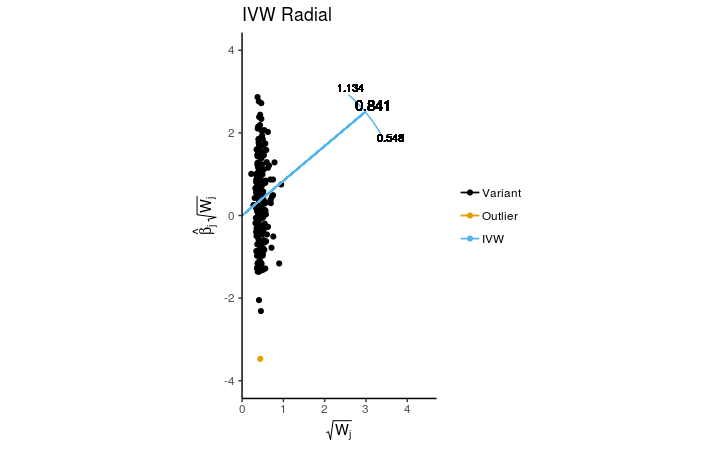 IVW Radial
4
2
0
-2
-4
β̂j√Wj
1.134
0.841
0.548
Variant
Outlier
IVW
0 1 2 3 4
√Wj